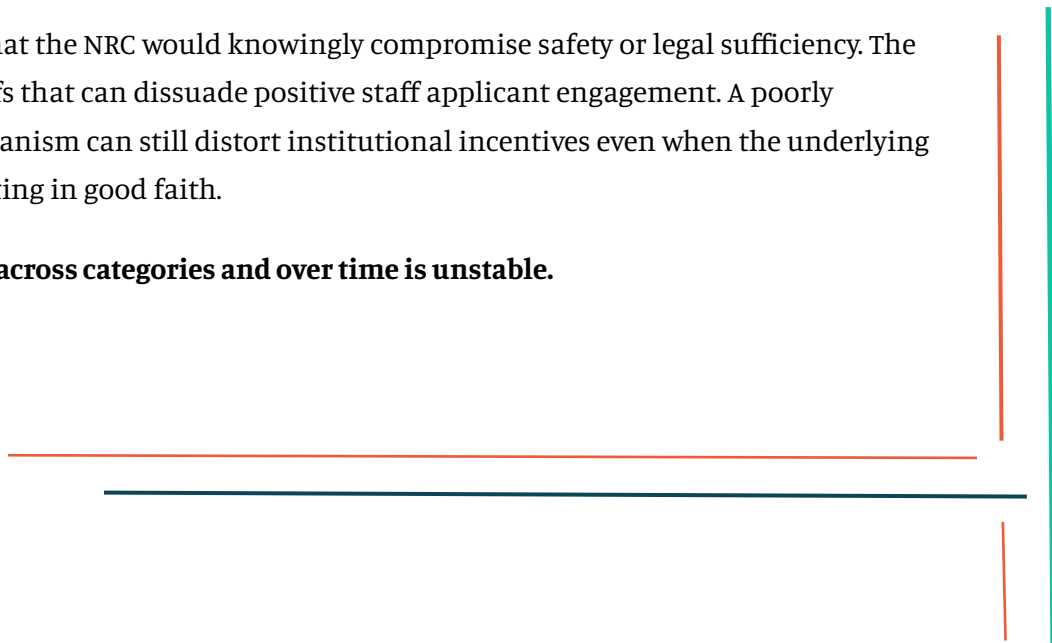 at the NRC would knowingly compromise safety or legal sufficiency. The
s that can dissuade positive staff applicant engagement. A poorly
anism can still distort institutional incentives even when the underlying
ing in good faith.
across categories and over time is unstable.